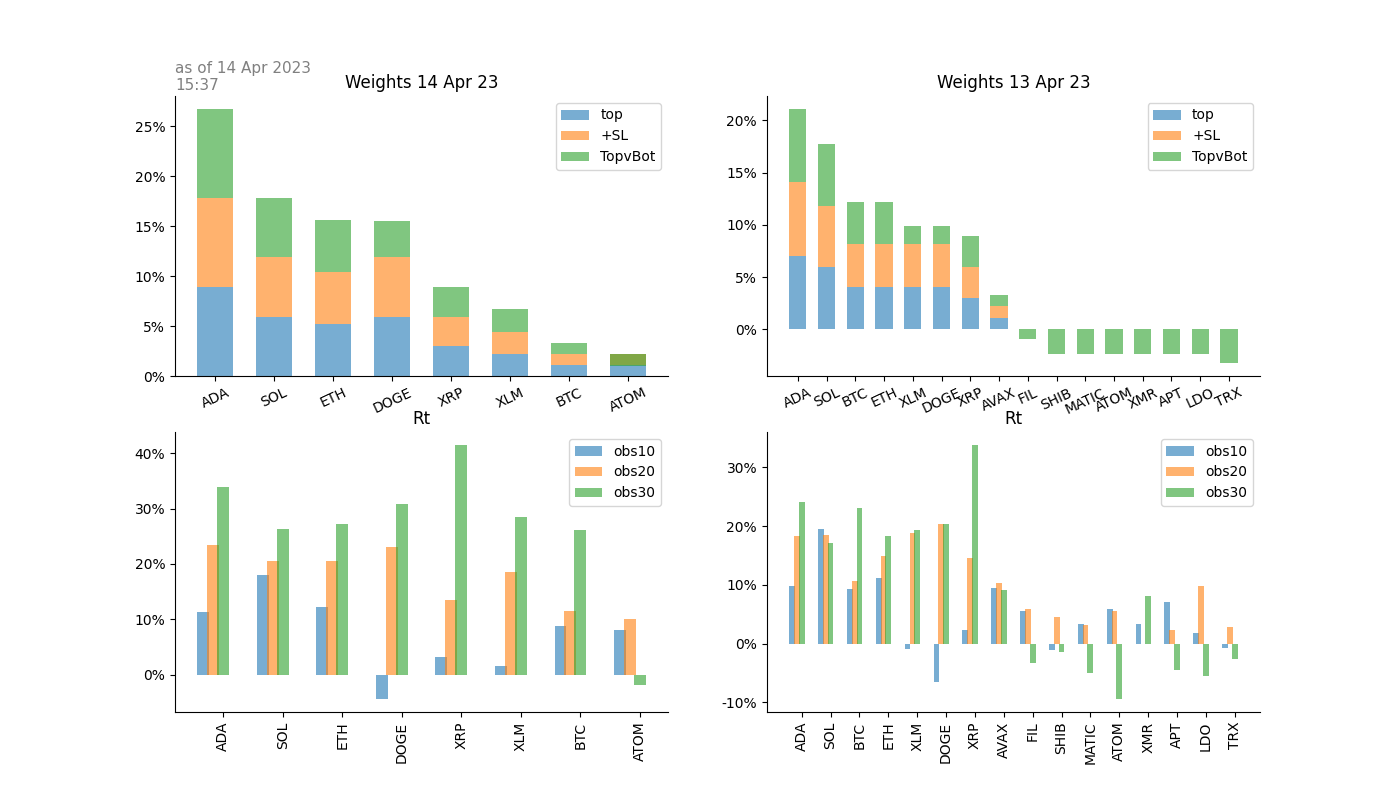 as of 14 Apr 2023
15:37
Weights 14 Apr 23
25%
20%
15%
10%
5%
0%
top
+SL
TopvBot
ADA SOL ETH DOGE XRP XLM BTC ATOM
Weights 13 Apr 23
20%
15%
10%
5%
0%
top
+SL
TopvBot
ADA SOL BTC ETH XLM DOGE XRP AVAX FIL SHIB MATIC ATOM XMR APT LDO TRX
Rt
40%
30%
20%
10%
0%
obs10
obs20
obs30
ADA SOL ETH DOGE XRP XLM BTC ATOM
Rt
30%
20%
10%
0%
-10%
obs10
obs20
obs30
ADA SOL BTC ETH XLM DOGE XRP AVAX FIL SHIB MATIC ATOM XMR APT LDO TRX